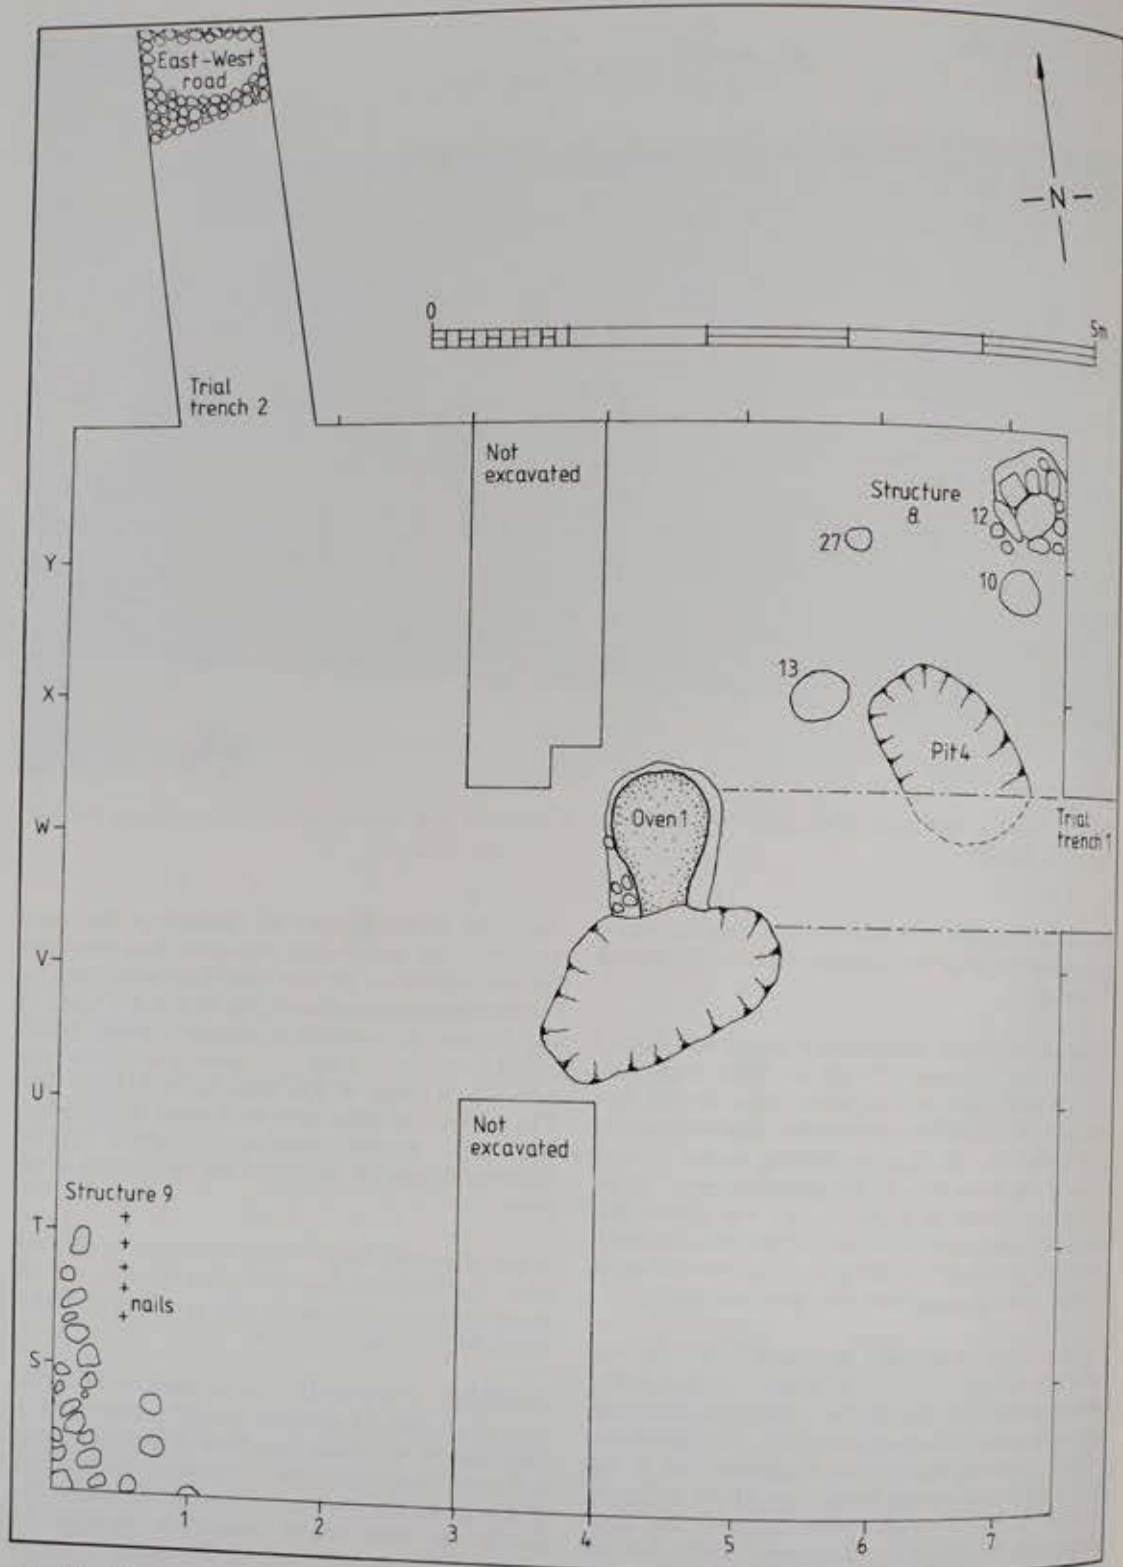 East-West
road
N
0
5m
Trial
trench 2
Not
excavated
Structure
8.
12
27
Y
10
13
X
Pit 4
Oven 1
W
Trial
trench 1
V
U
Not
excavated
Structure 9
T
nails
S
1
2
3
4
5
6
7